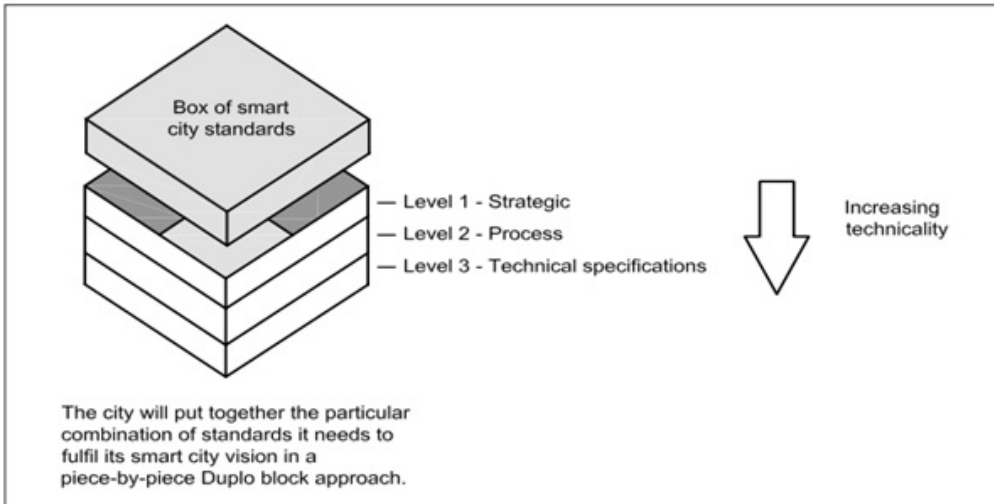 Box of smart
city standards
Level 1 - Strategic
Level 2 - Process
Level 3 - Technical specifications
Increasing
technicality
The city will put together the particular
combination of standards it needs to
fulfil its smart city vision in a
piece-by-piece Duplo block approach.